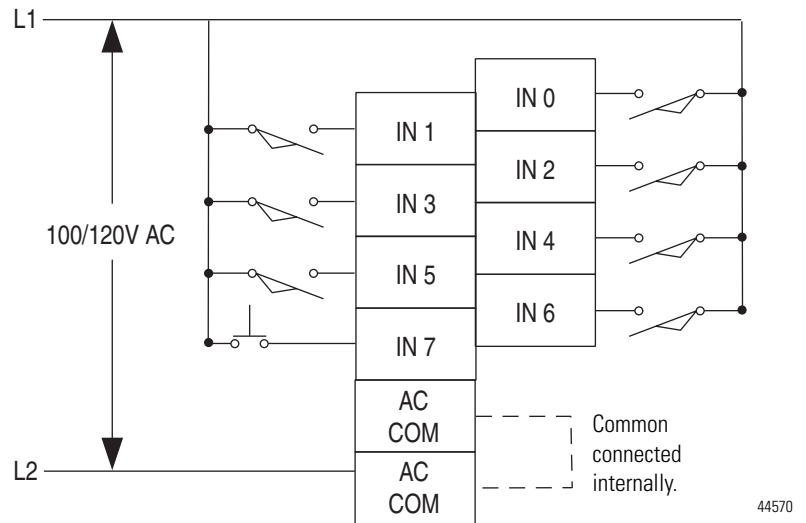 L1
IN 0
IN 1
IN 2
IN 3
100/120V AC
IN 4
IN 5
IN 6
IN 7
AC
COM
Common
connected
internally.
L2
AC
COM
44570